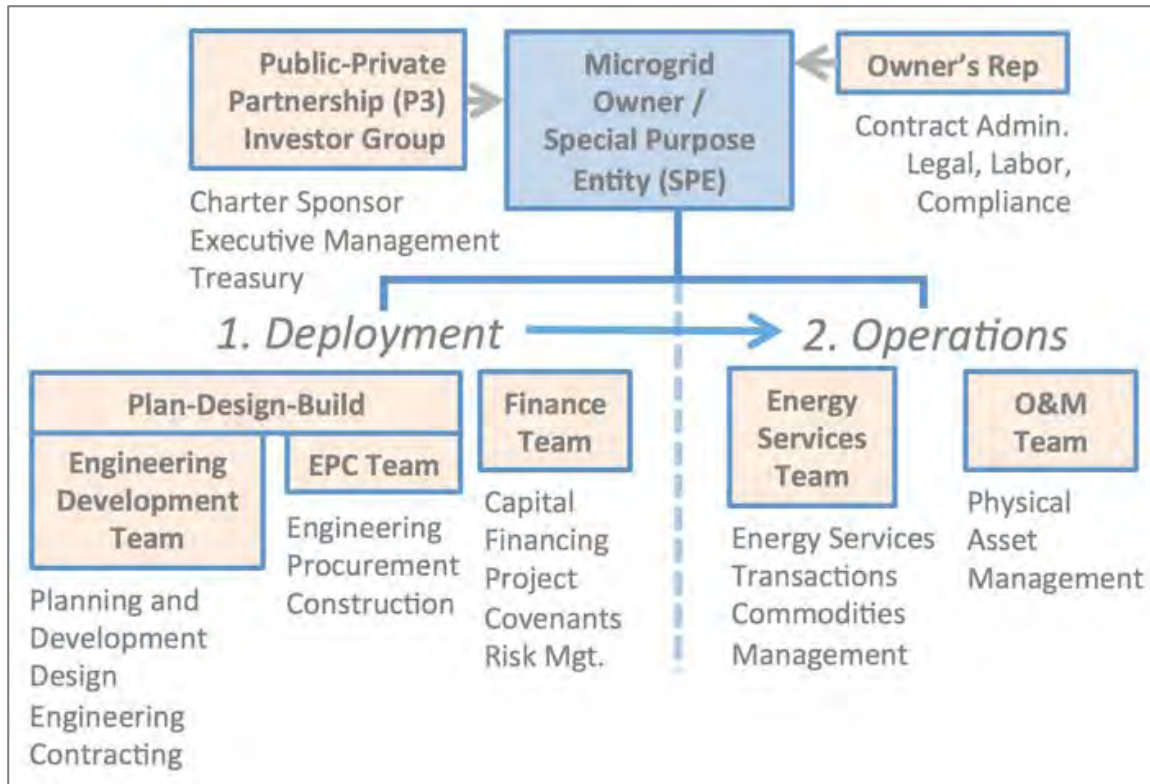 Public-Private
Partnership (P3)
Investor Group
Charter Sponsor
Executive Management
Treasury
Microgrid
Owner /
Special Purpose
Entity (SPE)
Owner's Rep
Contract Admin.
Legal, Labor,
Compliance
1. Deployment
2. Operations
Plan-Design-Build
Engineering
Development
Team
Planning and
Development
Design
Engineering
Contracting
EPC Team
Engineering
Procurement
Construction
Finance
Team
Capital
Financing
Project
Covenants
Risk Mgt.
Energy
Services
Team
Energy Services
Transactions
Commodities
Management
O&M
Team
Physical
Asset
Management